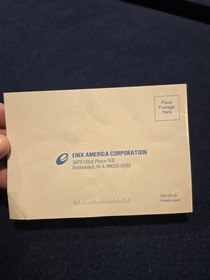 Place
Postage
Here
ENIX AMERICA CORPORATION
2679 151st Place N.E.
Redmond, WA 98052-5522